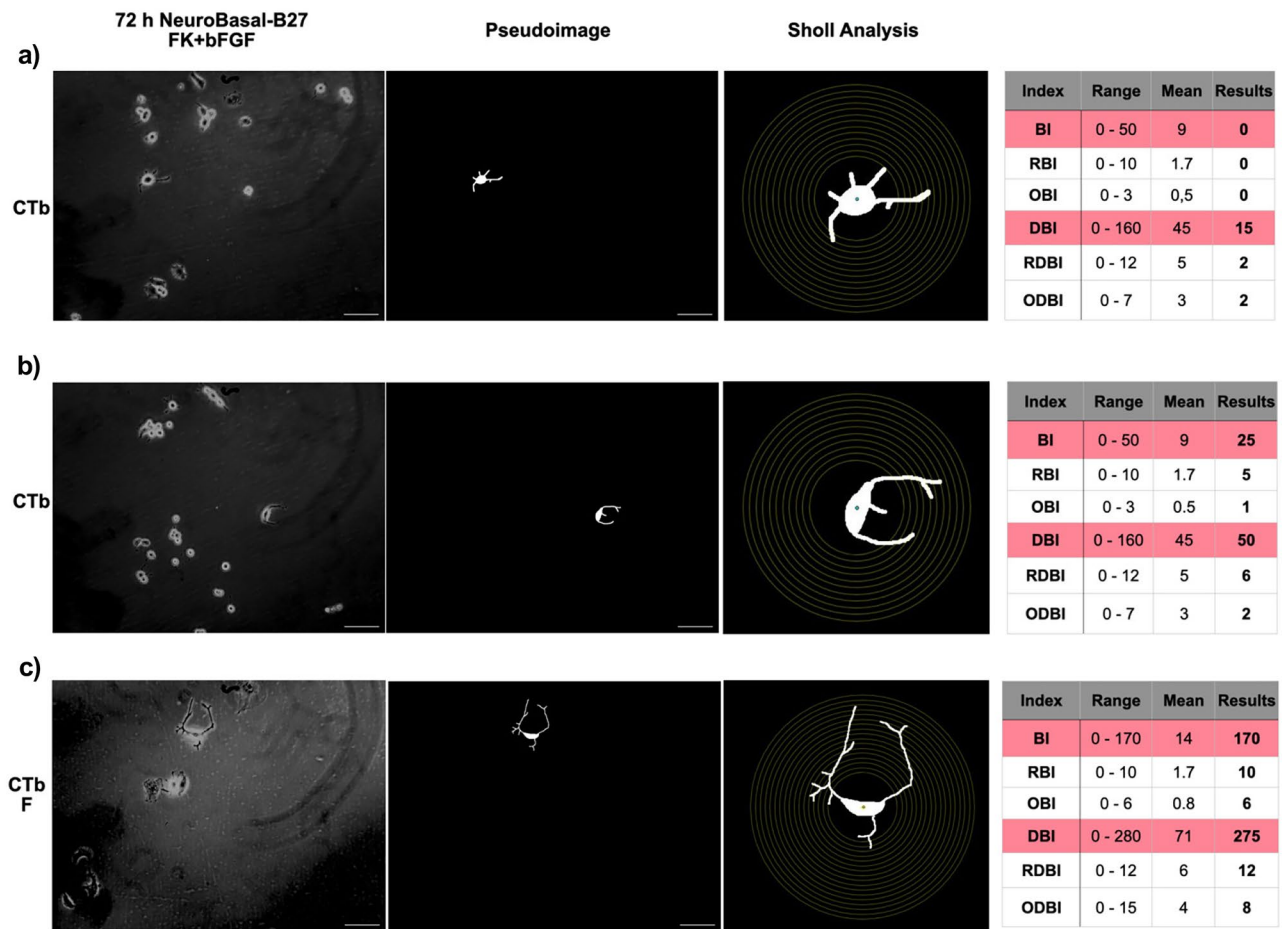 72 h NeuroBasal-B27
FK+bFGF
Pseudoimage
Sholl Analysis
a)
CTb
Index Range Mean Results
BI 0 - 50 9 0
RBI 0 - 10 1.7 0
OBI 0 - 3 0,5 0
DBI 0 - 160 45 15
RDBI 0 - 12 5 2
ODBI 0 - 7 3 2
b)
CTb
Index Range Mean Results
BI 0 - 50 9 25
RBI 0 - 10 1.7 5
OBI 0 - 3 0.5 1
DBI 0 - 160 45 50
RDBI 0 - 12 5 6
ODBI 0 - 7 3 2
c)
CTb
F
Index Range Mean Results
BI 0 - 170 14 170
RBI 0 - 10 1.7 10
OBI 0 - 6 0.8 6
DBI 0 - 280 71 275
RDBI 0 - 12 6 12
ODBI 0 - 15 4 8